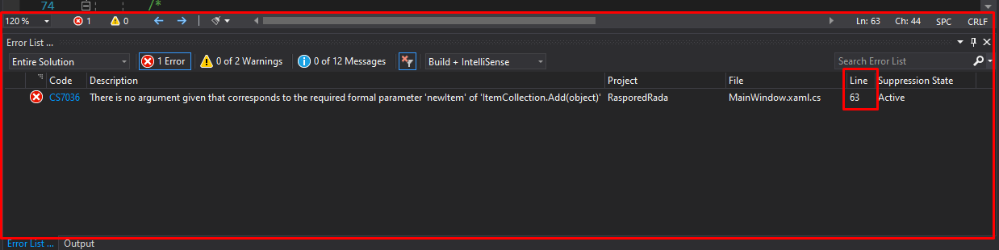 74 /*
120 % 1 0 Ln: 63 Ch: 44 SPC CRLF
Error List ...
Entire Solution 1 Error 0 of 2 Warnings 0 of 12 Messages Build + IntelliSense Search Error List
Code Description Project File Line Suppression State
CS7036 There is no argument given that corresponds to the required formal parameter 'newItem' of 'ItemCollection.Add(object)' RasporedRada MainWindow.xaml.cs 63 Active
Error List ... Output